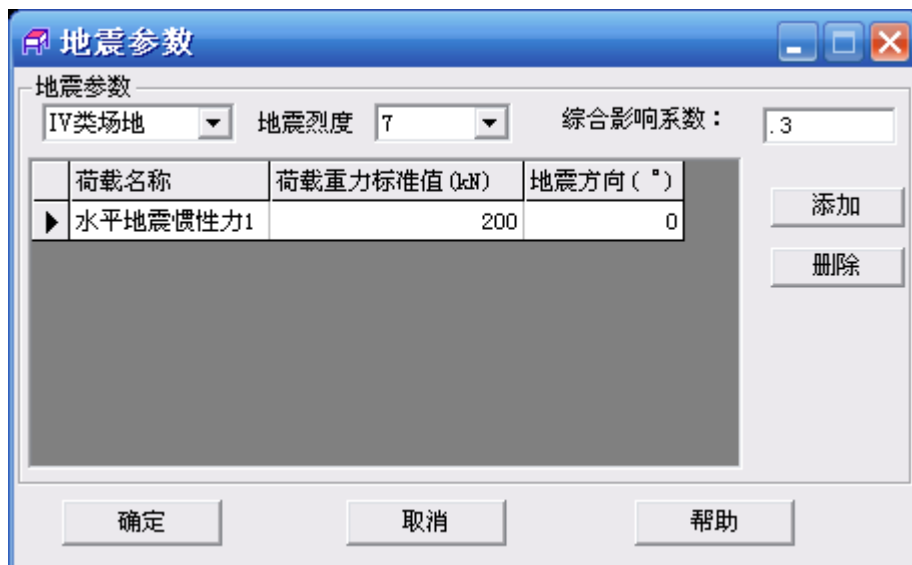 地震参数
地震参数
IV类场地 地震烈度 7 综合影响系数： .3
荷载名称 荷载重力标准值(kN) 地震方向(°)
水平地震惯性力1 200 0
添加
删除
确定 取消 帮助